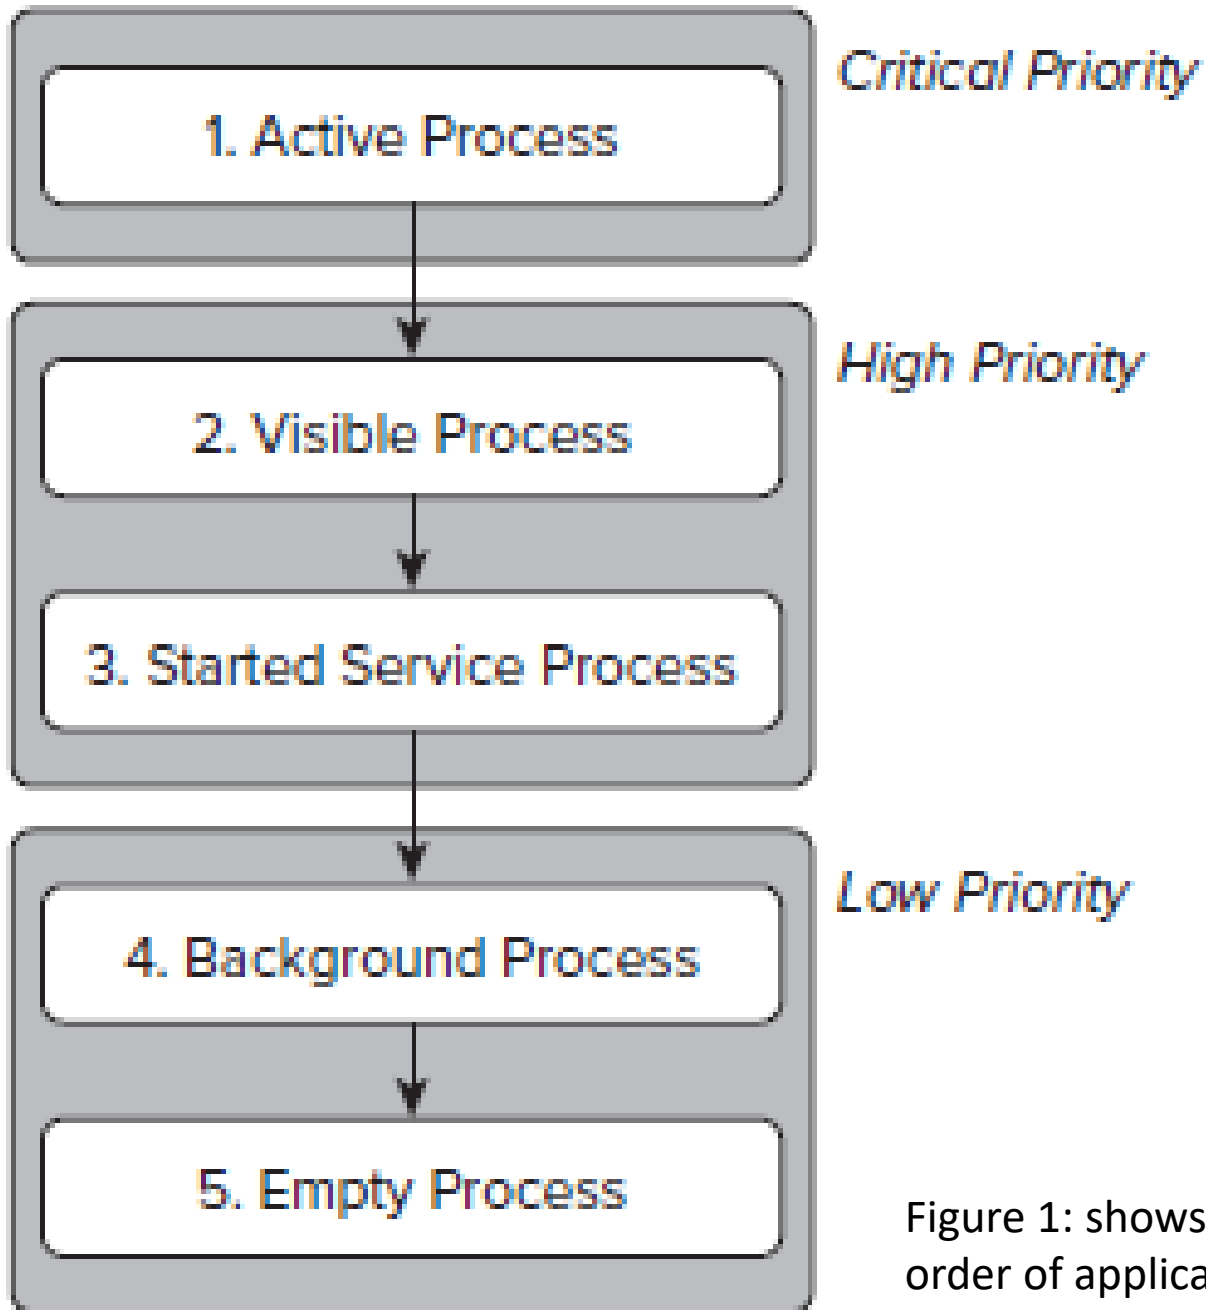 Critical Priority
1. Active Process
High Priority
2. Visible Process
3. Started Service Process
Low Priority
4. Background Process
5. Empty Process
Figure 1: shows
order of applica